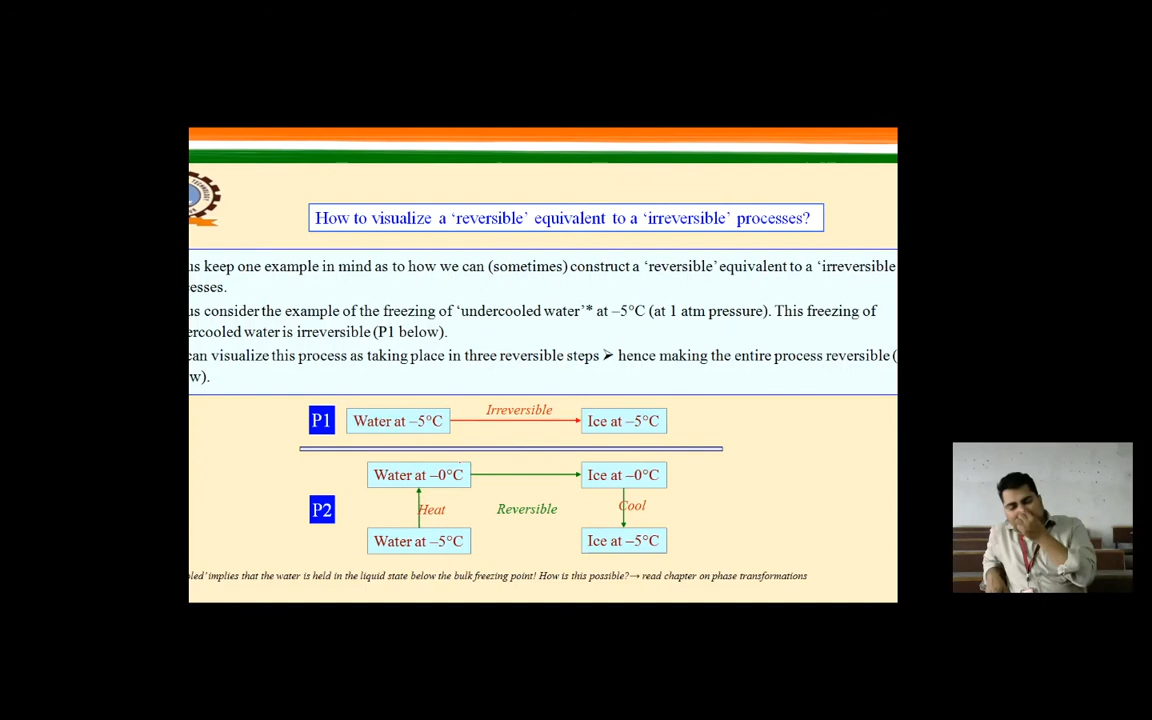 How to visualize a ‘reversible’ equivalent to a ‘irreversible’ processes?
us keep one example in mind as to how we can (sometimes) construct a ‘reversible’ equivalent to a ‘irreversible
esses.
us consider the example of the freezing of ‘undercooled water’* at –5°C (at 1 atm pressure). This freezing of
ercooled water is irreversible (P1 below).
can visualize this process as taking place in three reversible steps ➢ hence making the entire process reversible (
w).
P1 Water at –5°C Irreversible Ice at –5°C
Water at –0°C Ice at –0°C
P2 Heat Reversible Cool
Water at –5°C Ice at –5°C
led’ implies that the water is held in the liquid state below the bulk freezing point! How is this possible?→ read chapter on phase transformations